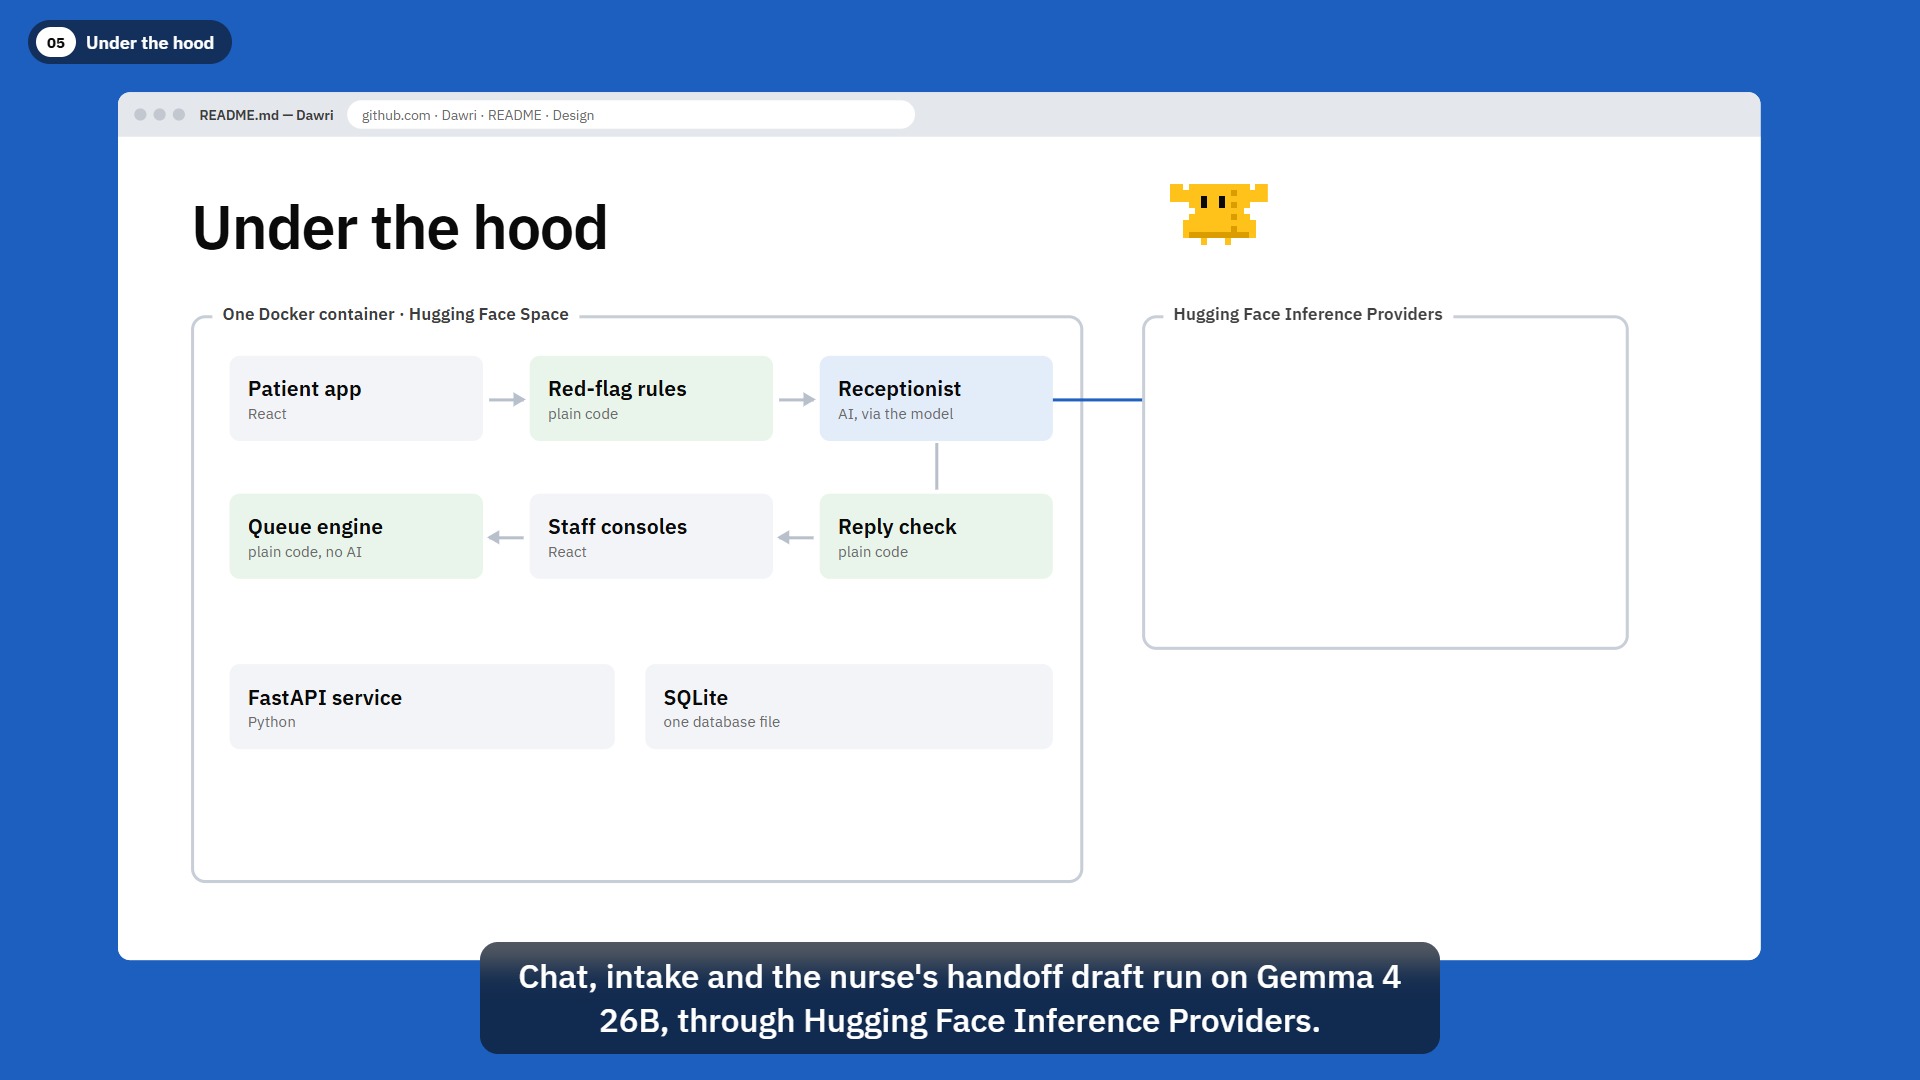 05 Under the hood
README.md — Dawri
github.com · Dawri · README · Design
Under the hood
One Docker container · Hugging Face Space
Hugging Face Inference Providers
Patient app
React
Red-flag rules
plain code
Receptionist
AI, via the model
Queue engine
plain code, no AI
Staff consoles
React
Reply check
plain code
FastAPI service
Python
SQLite
one database file
Chat, intake and the nurse's handoff draft run on Gemma 4
26B, through Hugging Face Inference Providers.